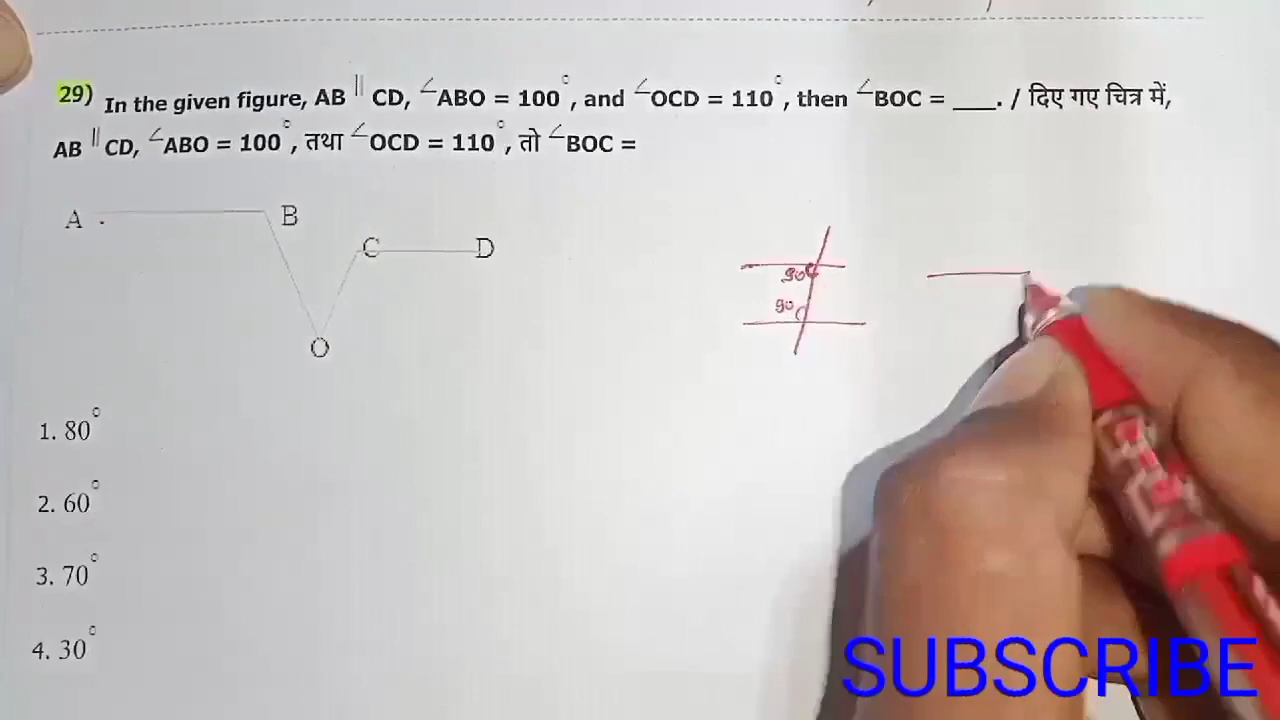 29) In the given figure, AB || CD, ∠ABO = 100°, and ∠OCD = 110°, then ∠BOC = ___. / दिए गए चित्र में,
AB || CD, ∠ABO = 100°, तथा ∠OCD = 110°, तो ∠BOC =
A B
C D
90
90
O
1. 80°
2. 60°
3. 70°
4. 30°
SUBSCRIBE